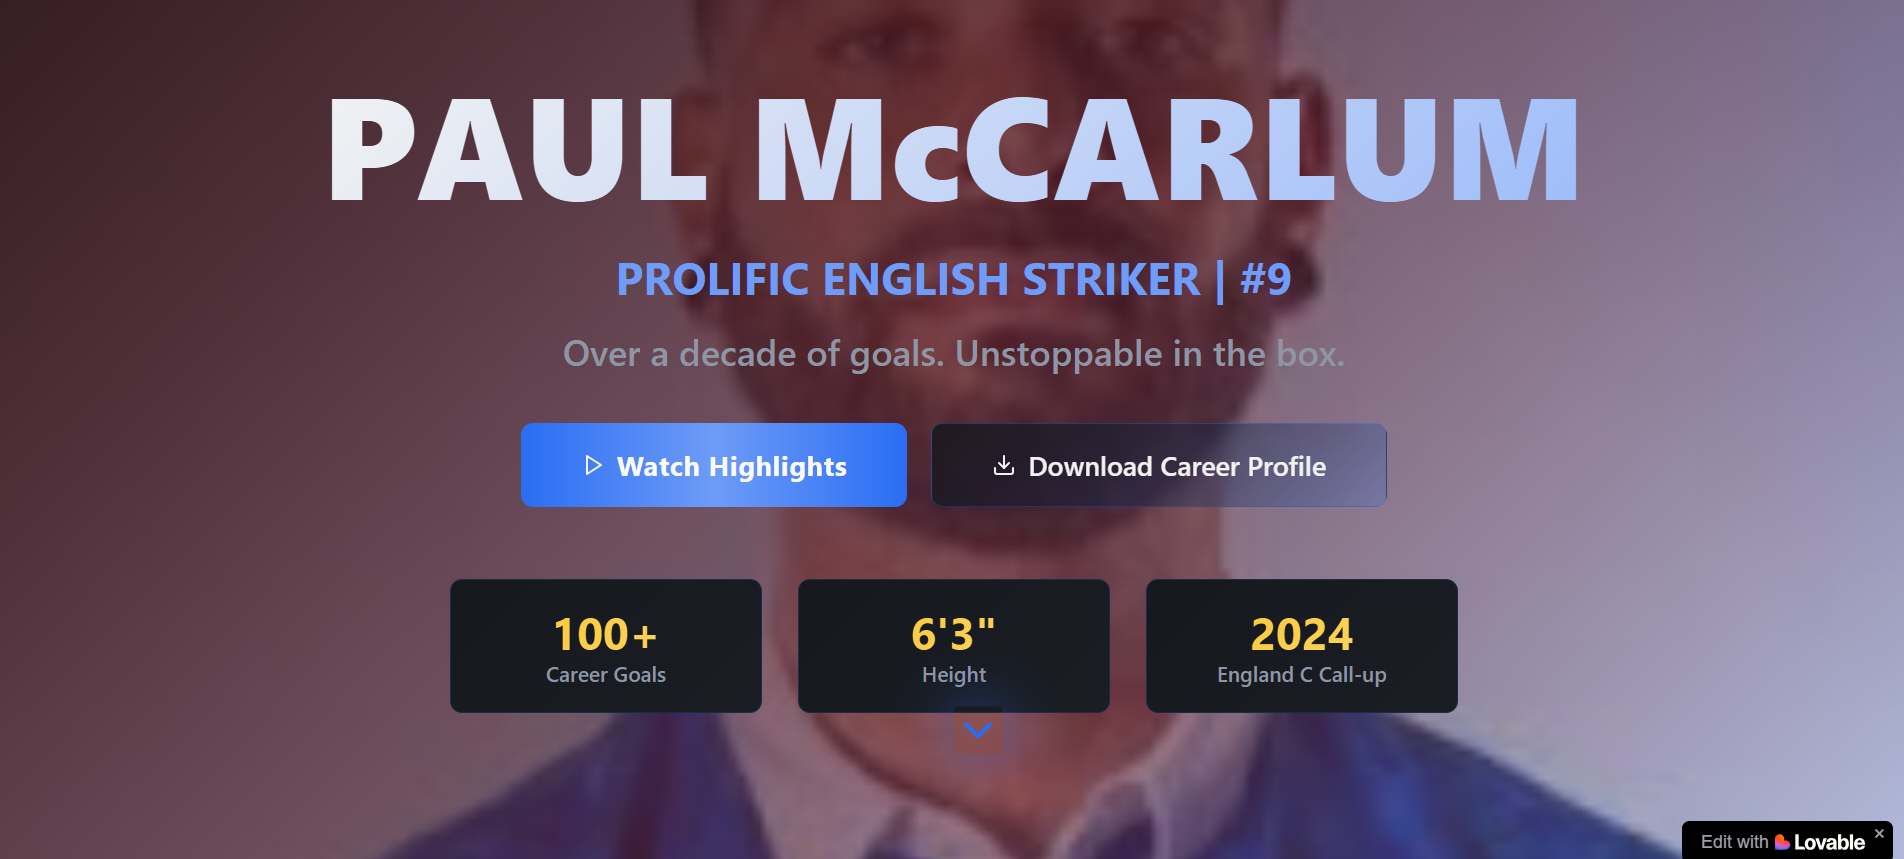 PAUL McCARLUM
PROLIFIC ENGLISH STRIKER | #9
Over a decade of goals. Unstoppable in the box.
Watch Highlights
Download Career Profile
100+
Career Goals
6'3"
Height
2024
England C Call-up
Edit with Lovable